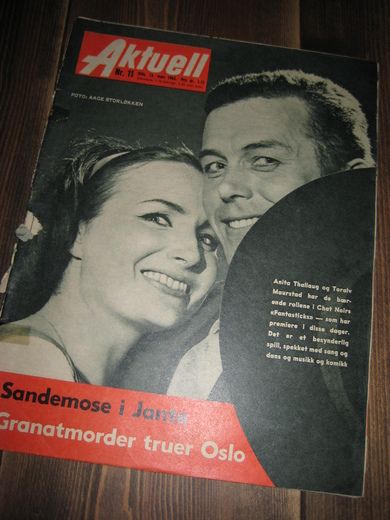 Aktuell
Nr. 11
FOTO: AAGE STORLØKKEN
Anita Thallaug og Toralv
Maurstad har de bær-
ende rollene i Chat Noirs
«Fantasticks» — som har
premiere i disse dager.
Det er et besynderlig
spill, spekket med sang og
dans og musikk og komikk
Sandemose i Jante
Granatmorder truer Oslo